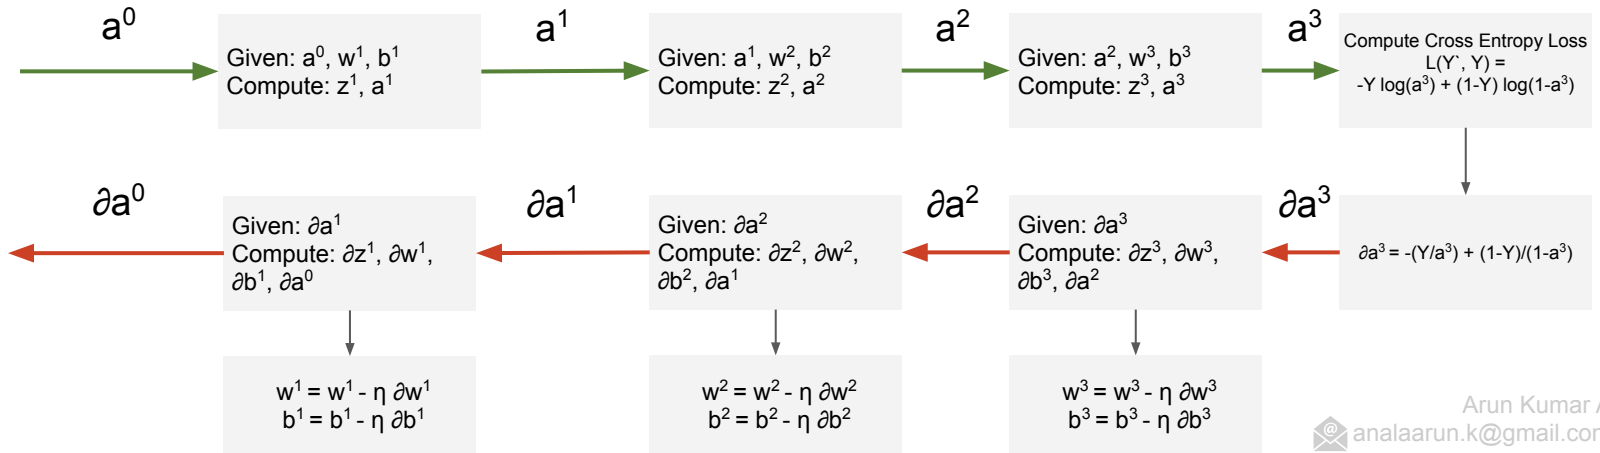 a⁰
a¹
a²
a³
Given: a⁰, w¹, b¹
Compute: z¹, a¹
Given: a¹, w², b²
Compute: z², a²
Given: a², w³, b³
Compute: z³, a³
Compute Cross Entropy Loss
L(Y`, Y) =
-Y log(a³) + (1-Y) log(1-a³)
∂a⁰
∂a¹
∂a²
∂a³
Given: ∂a¹
Compute: ∂z¹, ∂w¹,
∂b¹, ∂a⁰
Given: ∂a²
Compute: ∂z², ∂w²,
∂b², ∂a¹
Given: ∂a³
Compute: ∂z³, ∂w³,
∂b³, ∂a²
∂a³ = -(Y/a³) + (1-Y)/(1-a³)
w¹ = w¹ - η ∂w¹
b¹ = b¹ - η ∂b¹
w² = w² - η ∂w²
b² = b² - η ∂b²
w³ = w³ - η ∂w³
b³ = b³ - η ∂b³
Arun Kumar A
@ analaarun.k@gmail.com